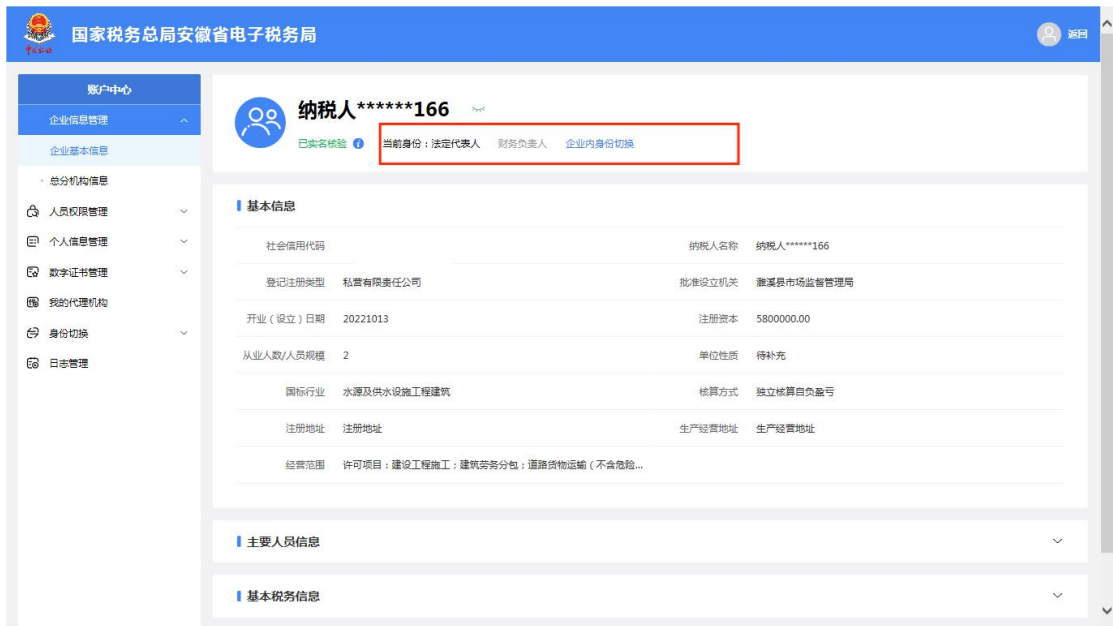 国家税务总局安徽省电子税务局
返回
账户中心
企业信息管理
企业基本信息
总分机构信息
人员权限管理
个人信息管理
数字证书管理
我的代理机构
身份切换
日志管理
纳税人******166
已实名核验 当前身份：法定代表人 财务负责人 企业内身份切换
基本信息
社会信用代码 纳税人名称 纳税人******166
登记注册类型 私营有限责任公司 批准设立机关 濉溪县市场监督管理局
开业（设立）日期 20221013 注册资本 5800000.00
从业人数/人员规模 2 单位性质 待补充
国标行业 水源及供水设施工程建筑 核算方式 独立核算自负盈亏
注册地址 注册地址 生产经营地址 生产经营地址
经营范围 许可项目：建设工程施工；建筑劳务分包；道路货物运输（不含危险...
主要人员信息
基本税务信息